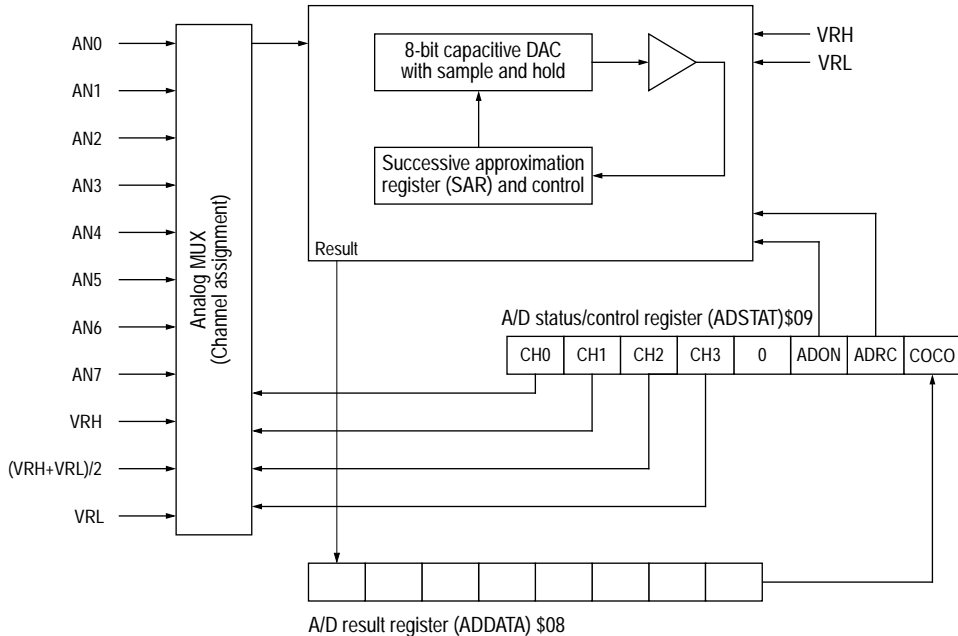 AN0
AN1
AN2
AN3
AN4
AN5
AN6
AN7
VRH
(VRH+VRL)/2
VRL
Analog MUX
(Channel assignment)
8-bit capacitive DAC
with sample and hold
Successive approximation
register (SAR) and control
Result
VRH
VRL
A/D status/control register (ADSTAT)$09
CH0 CH1 CH2 CH3 0 ADON ADRC COCO
A/D result register (ADDATA) $08